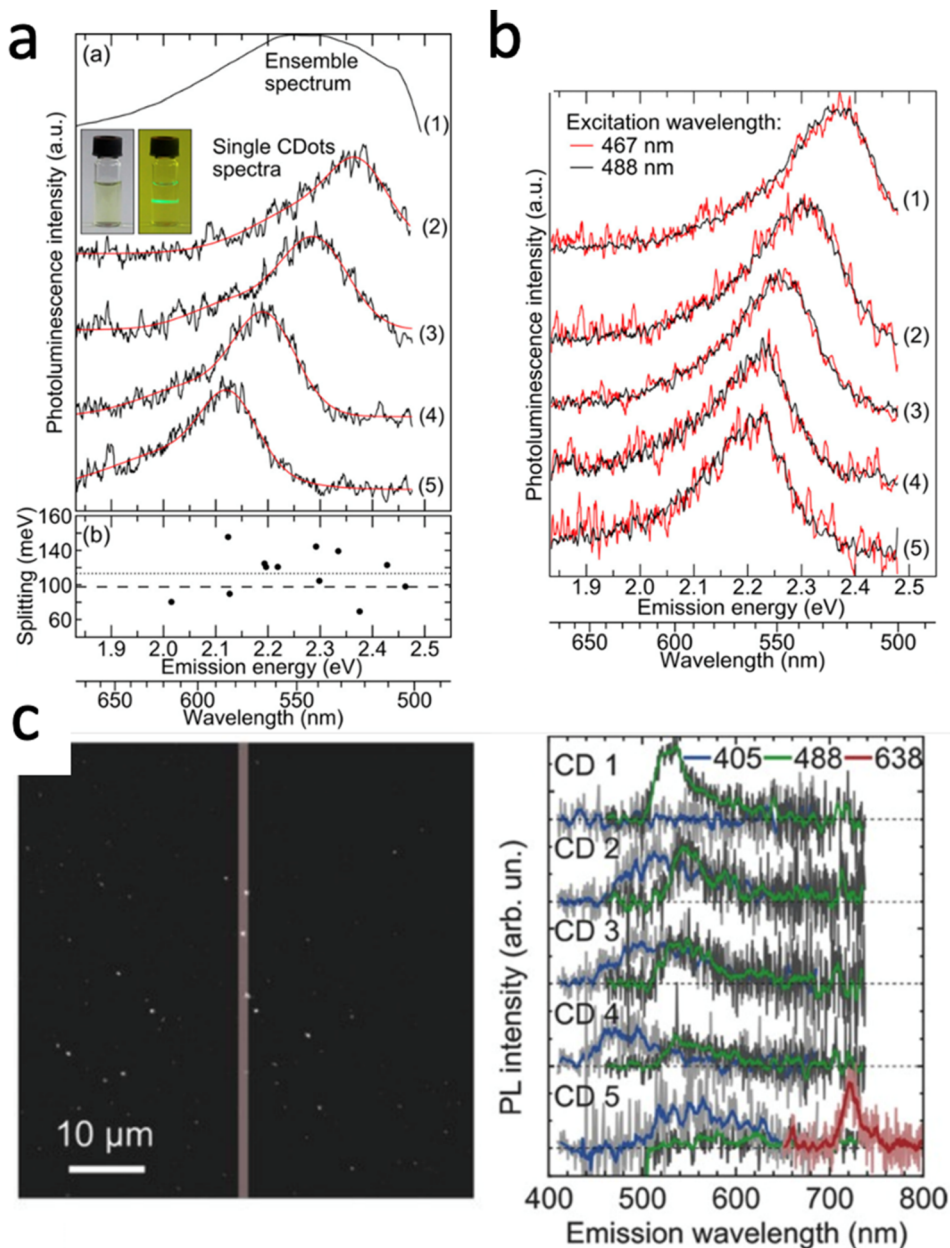 a
(a)
Ensemble
spectrum
(1)
Single CDots
spectra
(2)
(3)
(4)
(5)
Photoluminescence intensity (a.u.)
(b)
160
140
100
60
Splitting (meV)
1.9 2.0 2.1 2.2 2.3 2.4 2.5
Emission energy (eV)
650 600 550 500
Wavelength (nm)
b
Excitation wavelength:
467 nm
488 nm
(1)
(2)
(3)
(4)
(5)
Photoluminescence intensity (a.u.)
1.9 2.0 2.1 2.2 2.3 2.4 2.5
Emission energy (eV)
650 600 550 500
Wavelength (nm)
c
10 µm
CD 1
405 488 638
CD 2
CD 3
CD 4
CD 5
PL intensity (arb. un.)
400 500 600 700 800
Emission wavelength (nm)